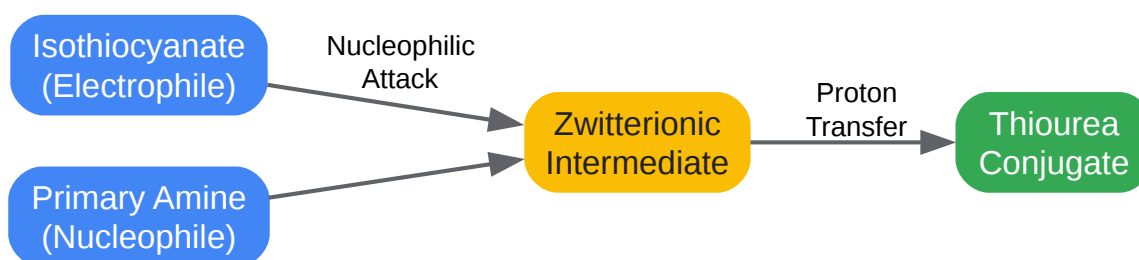 Isothiocyanate
(Electrophile)
Nucleophilic
Attack
Primary Amine
(Nucleophile)
Zwitterionic
Intermediate
Proton
Transfer
Thiourea
Conjugate